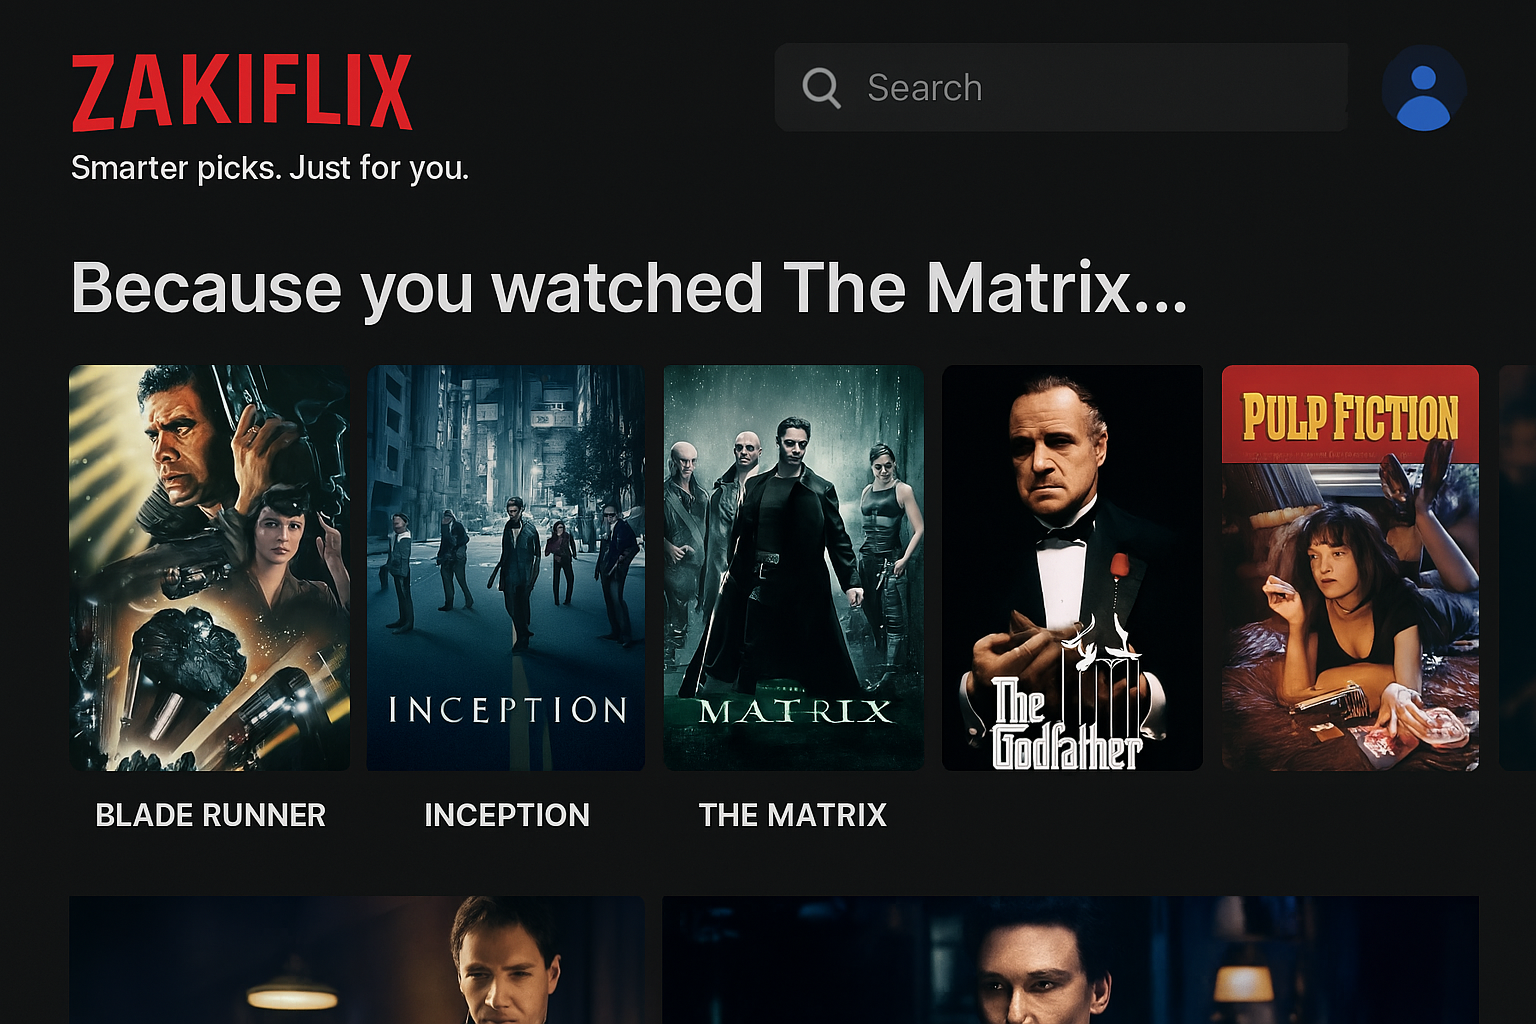 ZAKIFLIX
Search
Smarter picks. Just for you.
Because you watched The Matrix...
PULP FICTION
INCEPTION
MATRIX
The
Godfather
BLADE RUNNER
INCEPTION
THE MATRIX